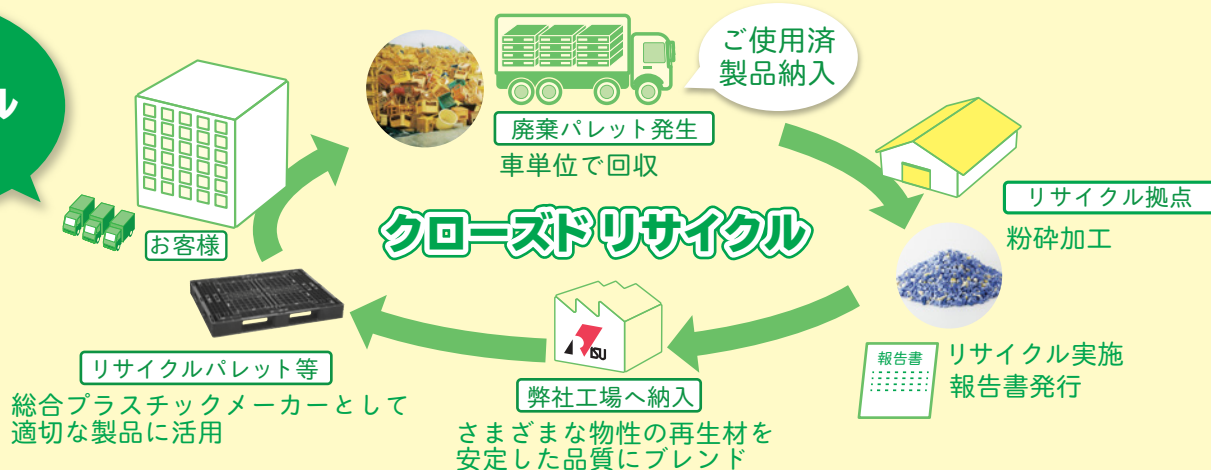 ル
ご使用済
製品納入
廃棄パレット発生
車単位で回収
リサイクル拠点
粉砕加工
お客様
クローズド リサイクル
報告書
リサイクル実施
報告書発行
RISU
弊社工場へ納入
さまざまな物性の再生材を
安定した品質にブレンド
リサイクルパレット等
総合プラスチックメーカーとして
適切な製品に活用